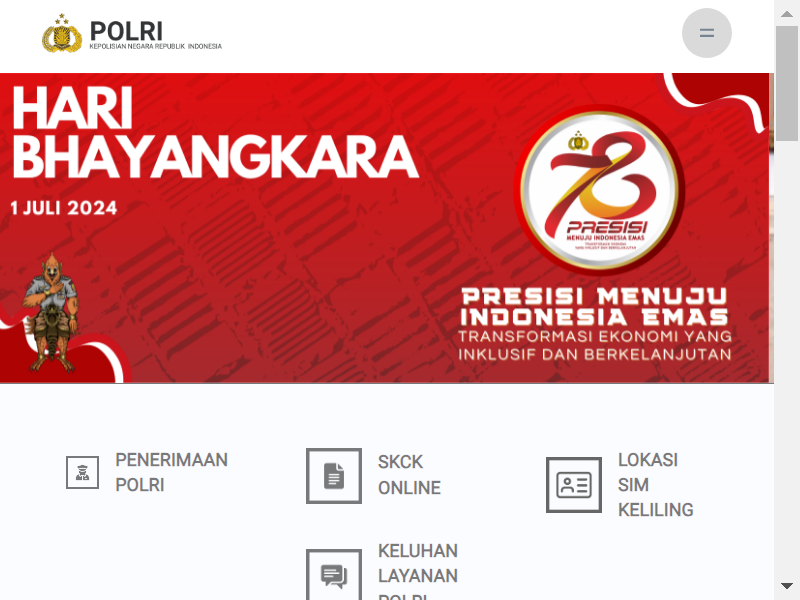 POLRI
KEPOLISIAN NEGARA REPUBLIK INDONESIA
HARI
BHAYANGKARA
1 JULI 2024
78
PRESISI
MENUJU INDONESIA EMAS
PRESISI MENUJU
INDONESIA EMAS
TRANSFORMASI EKONOMI YANG
INKLUSIF DAN BERKELANJUTAN
PENERIMAAN
POLRI
SKCK
ONLINE
LOKASI
SIM
KELILING
KELUHAN
LAYANAN
POLRI